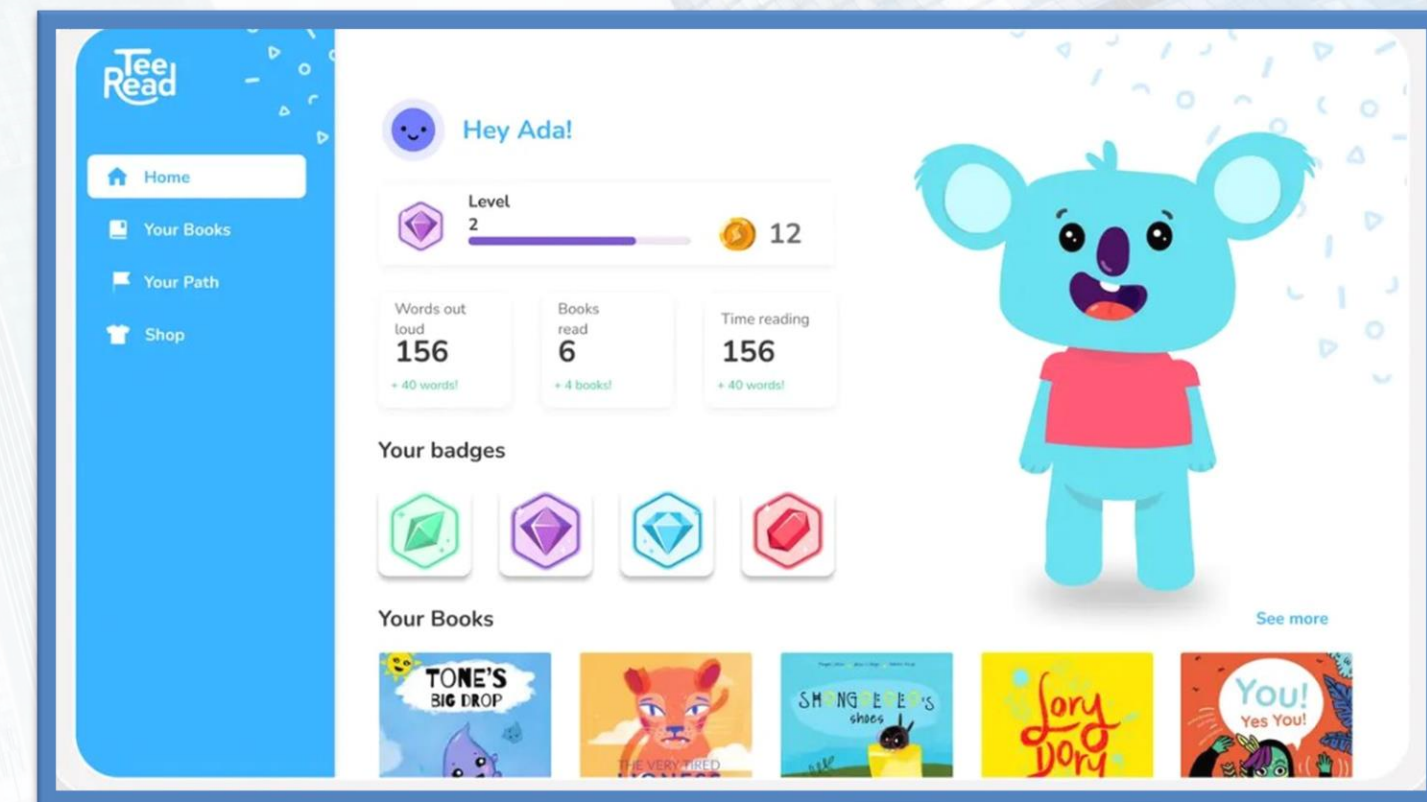 Tee
Read
Home
Your Books
Your Path
Shop
Hey Ada!
Level
2
12
Words out
loud
156
+ 40 words!
Books
read
6
+ 4 books!
Time reading
156
+ 40 words!
Your badges
Your Books
See more
TONE'S
BIG DROP
THE VERY TIRED
LIONESS
shoes
Lory
Dory
You!
Yes You!